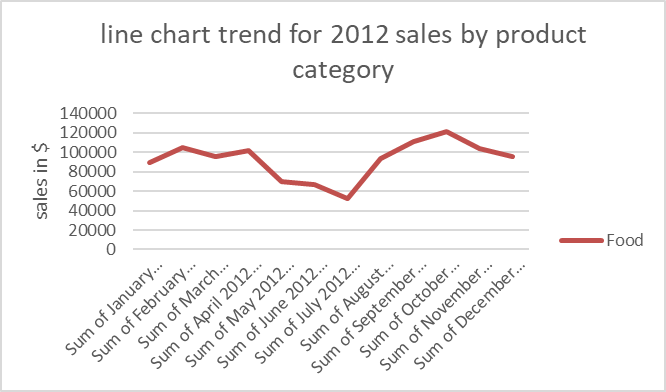 line chart trend for 2012 sales by product
category
sales in $
140000
120000
100000
80000
60000
40000
20000
0
Sum of January...
Sum of February...
Sum of March...
Sum of April 2012...
Sum of May 2012...
Sum of June 2012...
Sum of July 2012...
Sum of August...
Sum of September...
Sum of October...
Sum of November...
Sum of December...
Food